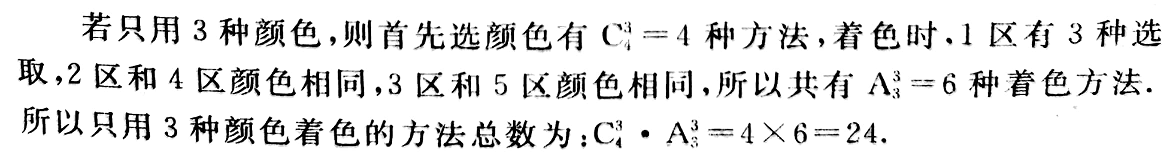 若只用 3 种颜色,则首先选颜色有 C₄³=4 种方法,着色时,1 区有 3 种选
取,2 区和 4 区颜色相同,3 区和 5 区颜色相同,所以共有 A₃³=6 种着色方法.
所以只用 3 种颜色着色的方法总数为:C₄³·A₃³=4×6=24.